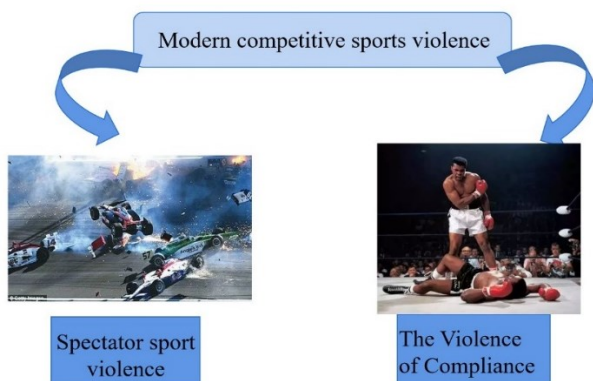 Modern competitive sports violence
Spectator sport
violence
The Violence
of Compliance